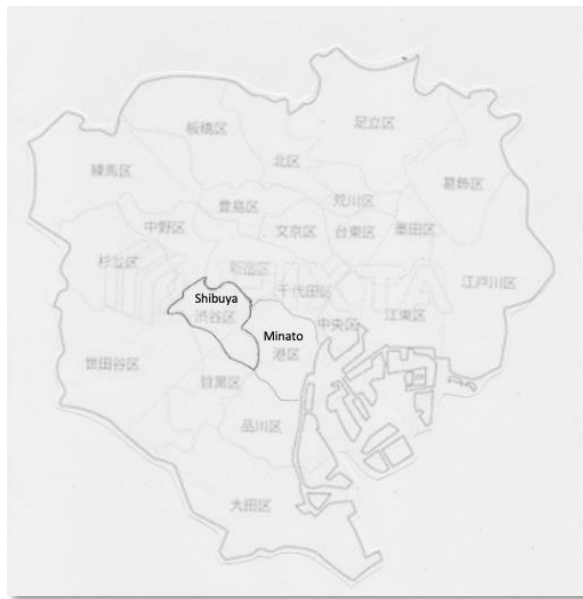 足立区
板橋区
北区
練馬区
葛飾区
荒川区
豊島区
中野区
文京区
台東区
墨田区
杉並区
新宿区
江戸川区
千代田区
Shibuya
渋谷区
江東区
中央区
Minato
港区
世田谷区
目黒区
品川区
大田区